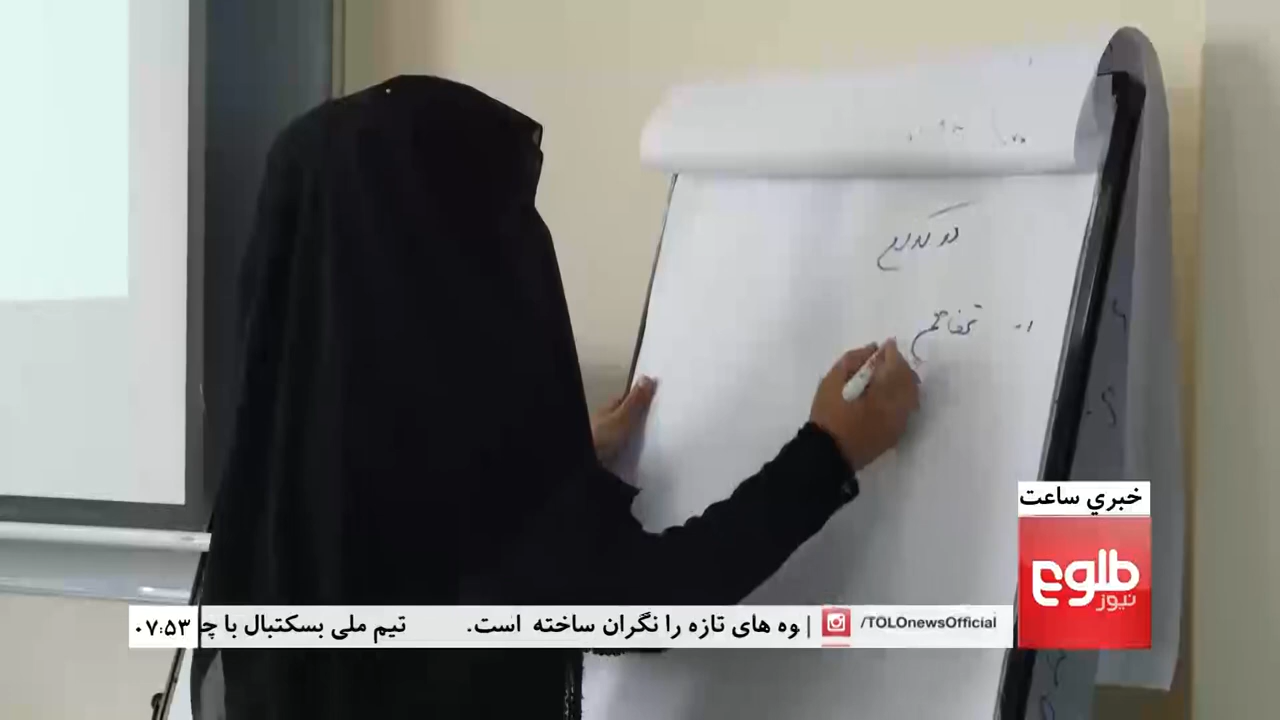 تفاهم
-۱
خبري ساعت
طلوع
نیوز
/TOLOnewsOfficial
وه های تازه را نگران ساخته است.
تیم ملی بسکتبال با چ
۰۷:۵۳